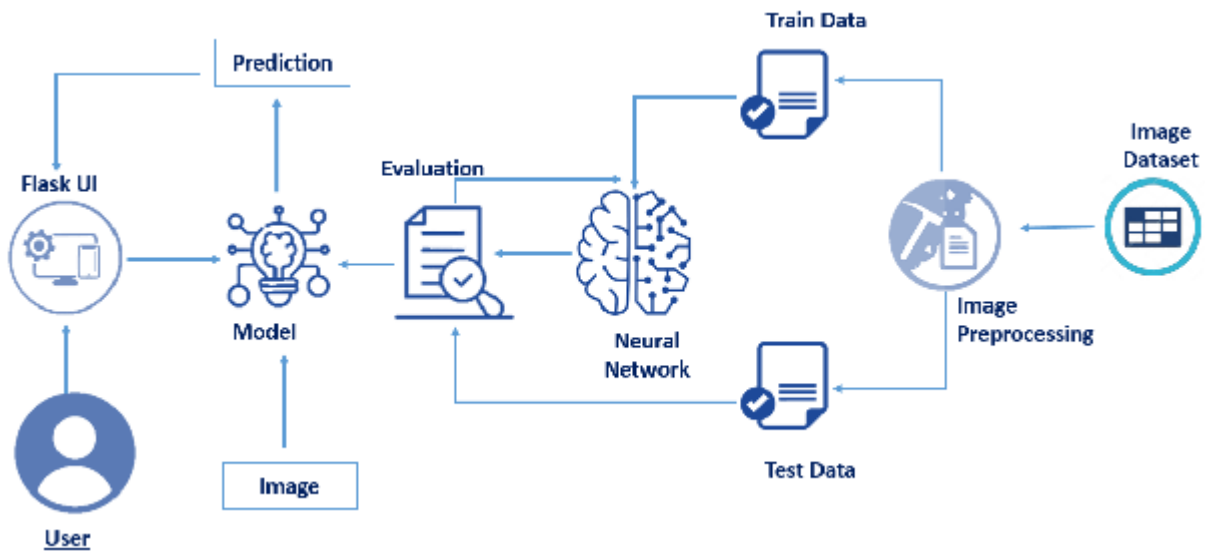 Train Data
Prediction
Image
Dataset
Evaluation
Flask UI
Model
Neural
Network
Image
Preprocessing
Image
Test Data
User